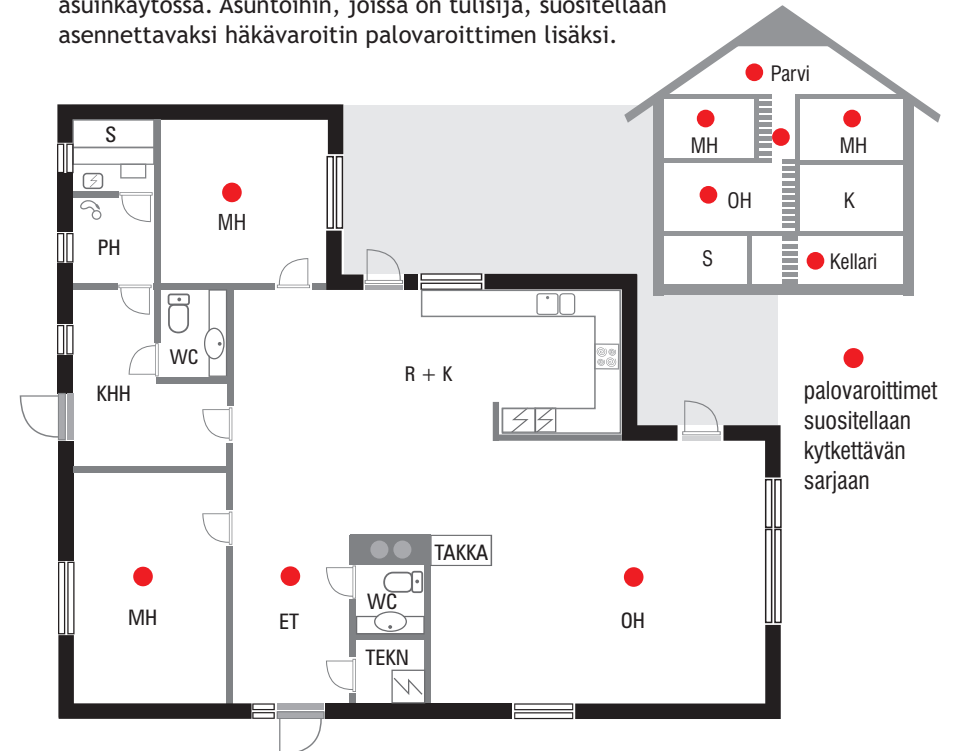 asuinkäytössä. Asuntoihin, joissa on tulisija, suositellaan
asennettavaksi häkävaroitin palovaroittimen lisäksi.
Parvi
MH
MH
OH
K
S
Kellari
S
MH
PH
WC
KHH
R + K
palovaroittimet
suositellaan
kytkettävän
sarjaan
TAKKA
MH
ET
WC
OH
TEKN